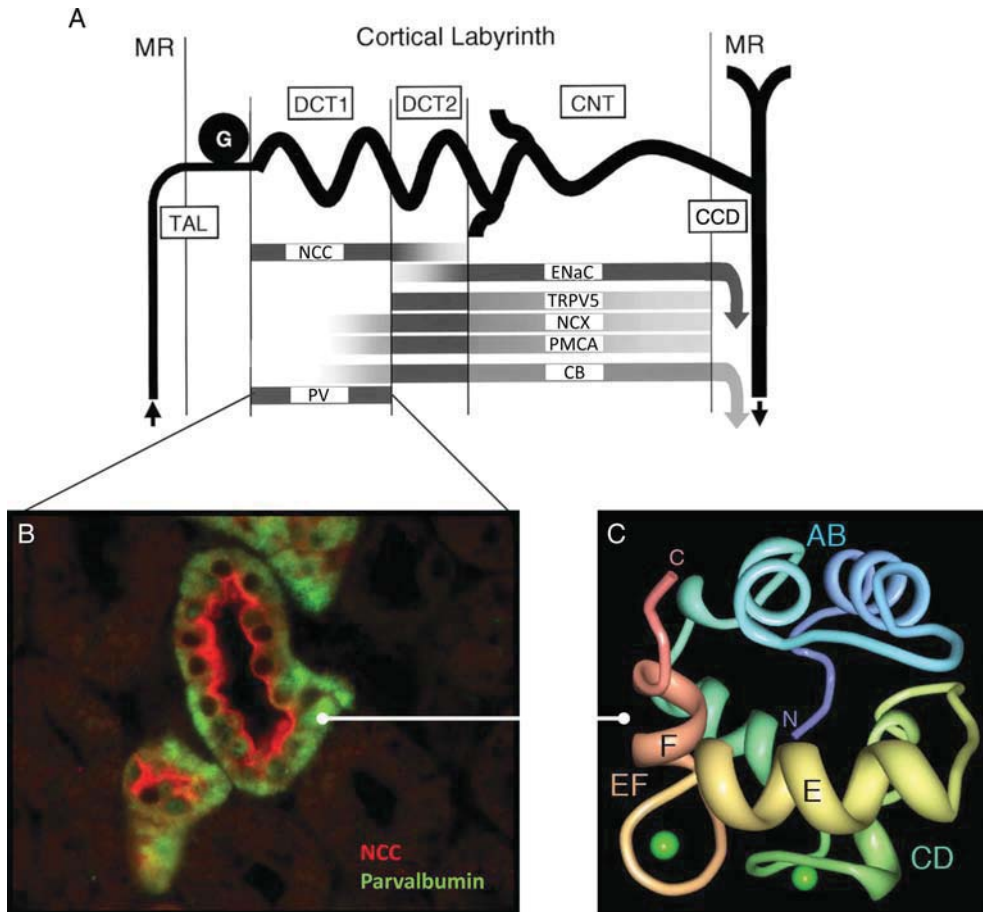 A
MR
Cortical Labyrinth
MR
DCT1
DCT2
CNT
G
TAL
CCD
NCC
ENaC
TRPV5
NCX
PMCA
CB
PV
B
NCC
Parvalbumin
C
AB
C
N
F
E
EF
CD